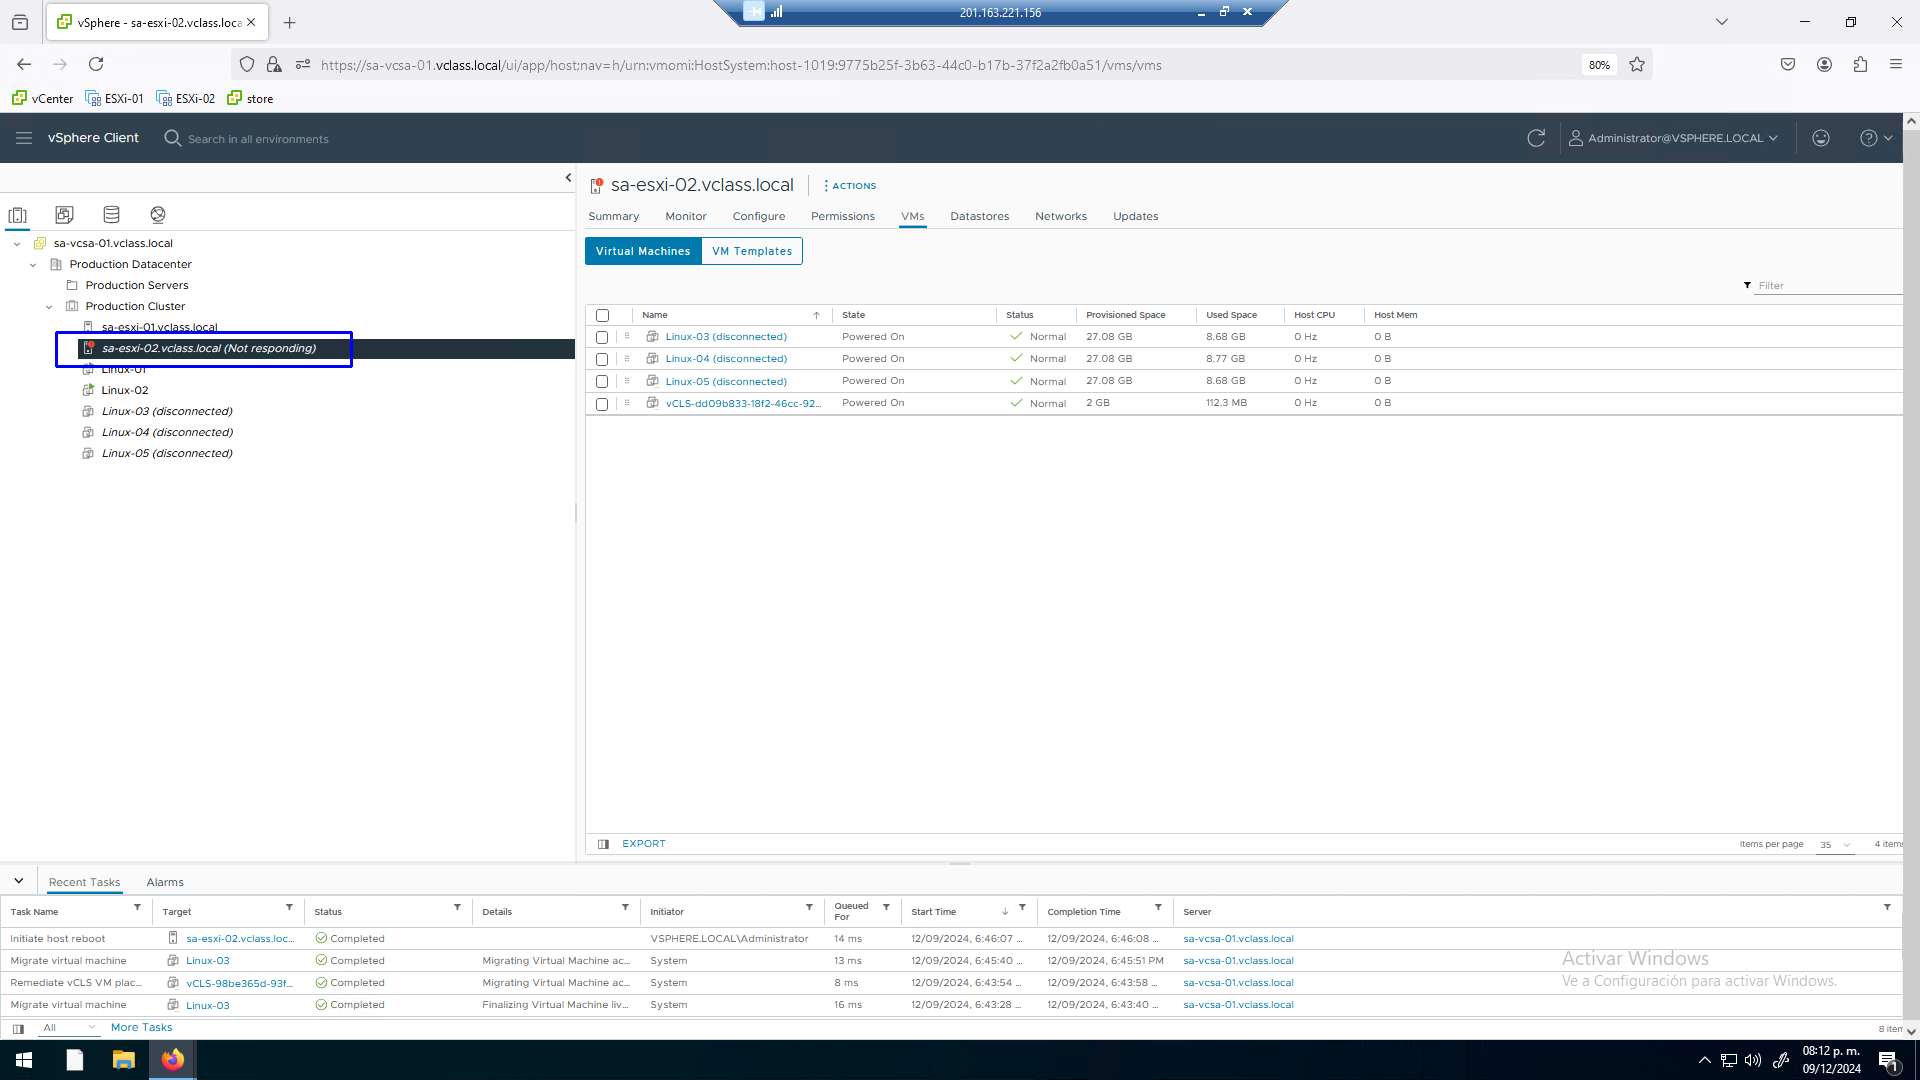 vSphere - sa-esxi-02.vclass.loca
201.163.221.156
https://sa-vcsa-01.vclass.local/ui/app/host;nav=h/urn:vmomi:HostSystem:host-1019:9775b25f-3b63-44c0-b17b-37f2a2fb0a51/vms/vms
80%
vCenter ESXi-01 ESXi-02 store
vSphere Client Search in all environments Administrator@VSPHERE.LOCAL
sa-vcsa-01.vclass.local
Production Datacenter
Production Servers
Production Cluster
sa-esxi-01.vclass.local
sa-esxi-02.vclass.local (Not responding)
Linux-01
Linux-02
Linux-03 (disconnected)
Linux-04 (disconnected)
Linux-05 (disconnected)
sa-esxi-02.vclass.local ACTIONS
Summary Monitor Configure Permissions VMs Datastores Networks Updates
Virtual Machines VM Templates
Filter
Name State Status Provisioned Space Used Space Host CPU Host Mem
Linux-03 (disconnected) Powered On Normal 27.08 GB 8.68 GB 0 Hz 0 B
Linux-04 (disconnected) Powered On Normal 27.08 GB 8.77 GB 0 Hz 0 B
Linux-05 (disconnected) Powered On Normal 27.08 GB 8.68 GB 0 Hz 0 B
vCLS-dd09b833-18f2-46cc-92... Powered On Normal 2 GB 112.3 MB 0 Hz 0 B
EXPORT Items per page 35 4 items
Recent Tasks Alarms
Task Name Target Status Details Initiator Queued For Start Time Completion Time Server
Initiate host reboot sa-esxi-02.vclass.loc... Completed VSPHERE.LOCAL\Administrator 14 ms 12/09/2024, 6:46:07 ... 12/09/2024, 6:46:08 ... sa-vcsa-01.vclass.local
Migrate virtual machine Linux-03 Completed Migrating Virtual Machine ac... System 13 ms 12/09/2024, 6:45:40 ... 12/09/2024, 6:45:51 PM sa-vcsa-01.vclass.local
Remediate vCLS VM plac... vCLS-98be365d-93f... Completed Migrating Virtual Machine ac... System 8 ms 12/09/2024, 6:43:54 ... 12/09/2024, 6:43:58 ... sa-vcsa-01.vclass.local
Migrate virtual machine Linux-03 Completed Finalizing Virtual Machine liv... System 16 ms 12/09/2024, 6:43:28 ... 12/09/2024, 6:43:40 ... sa-vcsa-01.vclass.local
Activar Windows
Ve a Configuración para activar Windows.
All More Tasks 8 item
08:12 p. m.
09/12/2024
1